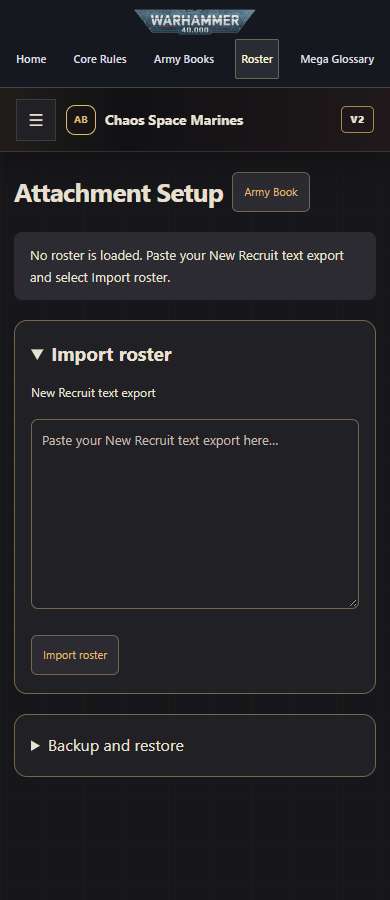 WARHAMMER
40,000
Home Core Rules Army Books Roster Mega Glossary
☰ AB Chaos Space Marines V2
Attachment Setup Army Book
No roster is loaded. Paste your New Recruit text export
and select Import roster.
▼ Import roster
New Recruit text export
Paste your New Recruit text export here...
Import roster
▶ Backup and restore